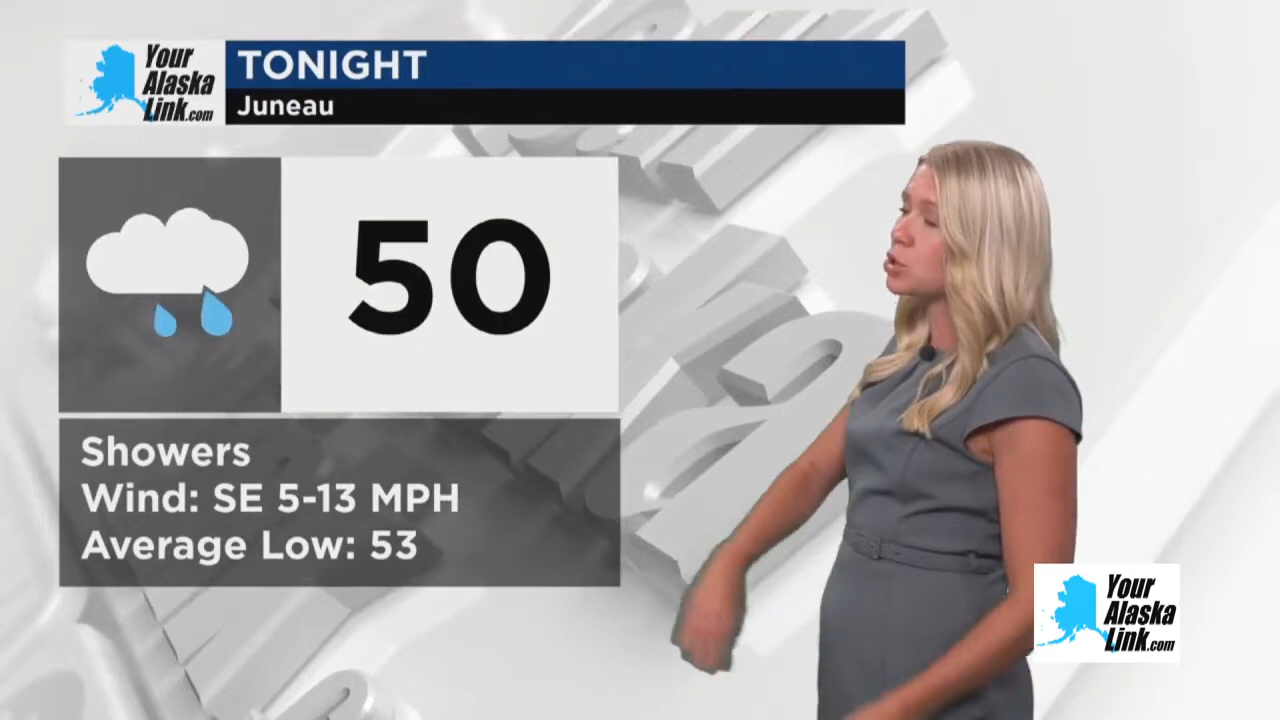 Your
Alaska
Link.com
TONIGHT
Juneau
50
Showers
Wind: SE 5-13 MPH
Average Low: 53
Your
Alaska
Link.com